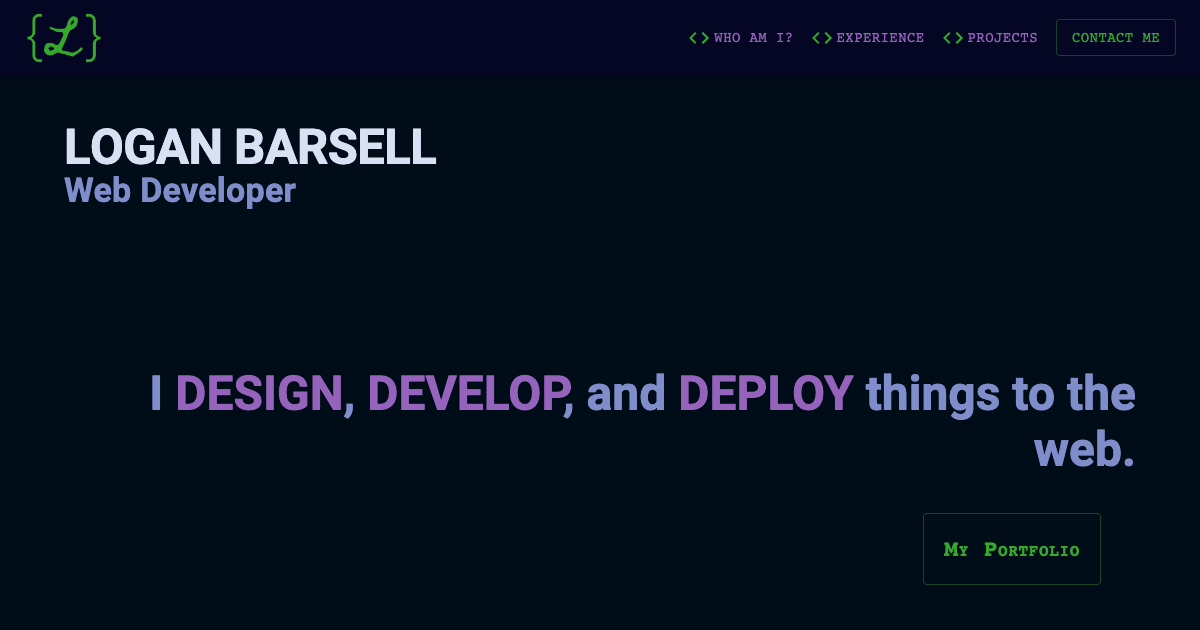 {L}
<> WHO AM I? <> EXPERIENCE <> PROJECTS CONTACT ME
LOGAN BARSELL
Web Developer
I DESIGN, DEVELOP, and DEPLOY things to the
web.
My Portfolio